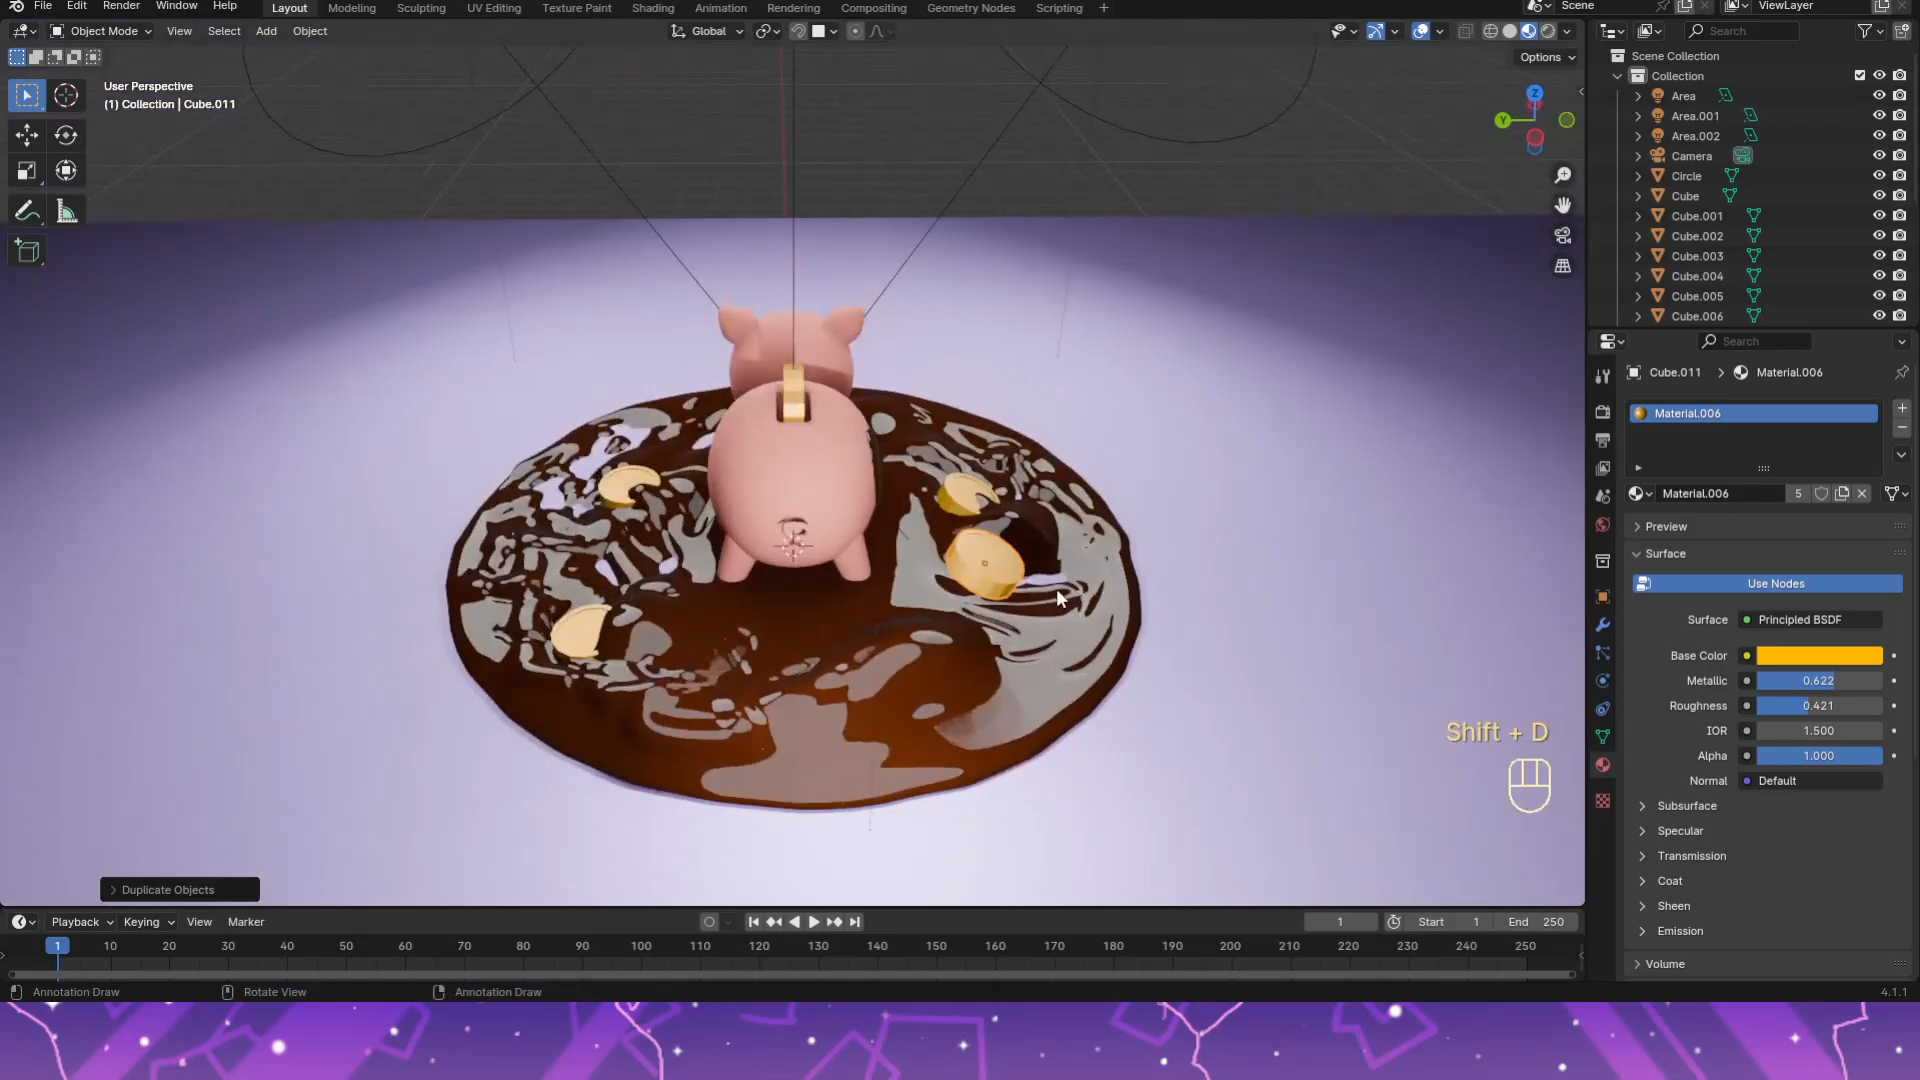 File Edit Render Window Help Layout Modeling Sculpting UV Editing Texture Paint Shading Animation Rendering Compositing Geometry Nodes Scripting + Scene ViewLayer
Object Mode View Select Add Object Global Search
Options
User Perspective
(1) Collection | Cube.011
Z
Y
Scene Collection
Collection
Area
Area.001
Area.002
Camera
Circle
Cube
Cube.001
Cube.002
Cube.003
Cube.004
Cube.005
Cube.006
Search
Cube.011 > Material.006
Material.006
Material.006 5
Preview
Surface
Use Nodes
Surface Principled BSDF
Base Color
Metallic 0.622
Roughness 0.421
IOR 1.500
Alpha 1.000
Normal Default
Subsurface
Specular
Transmission
Coat
Sheen
Emission
Volume
Shift + D
Duplicate Objects
Playback Keying View Marker 1 Start 1 End 250
1 10 20 30 40 50 60 70 80 90 100 110 120 130 140 150 160 170 180 190 200 210 220 230 240 250
Annotation Draw Rotate View Annotation Draw 4.1.1